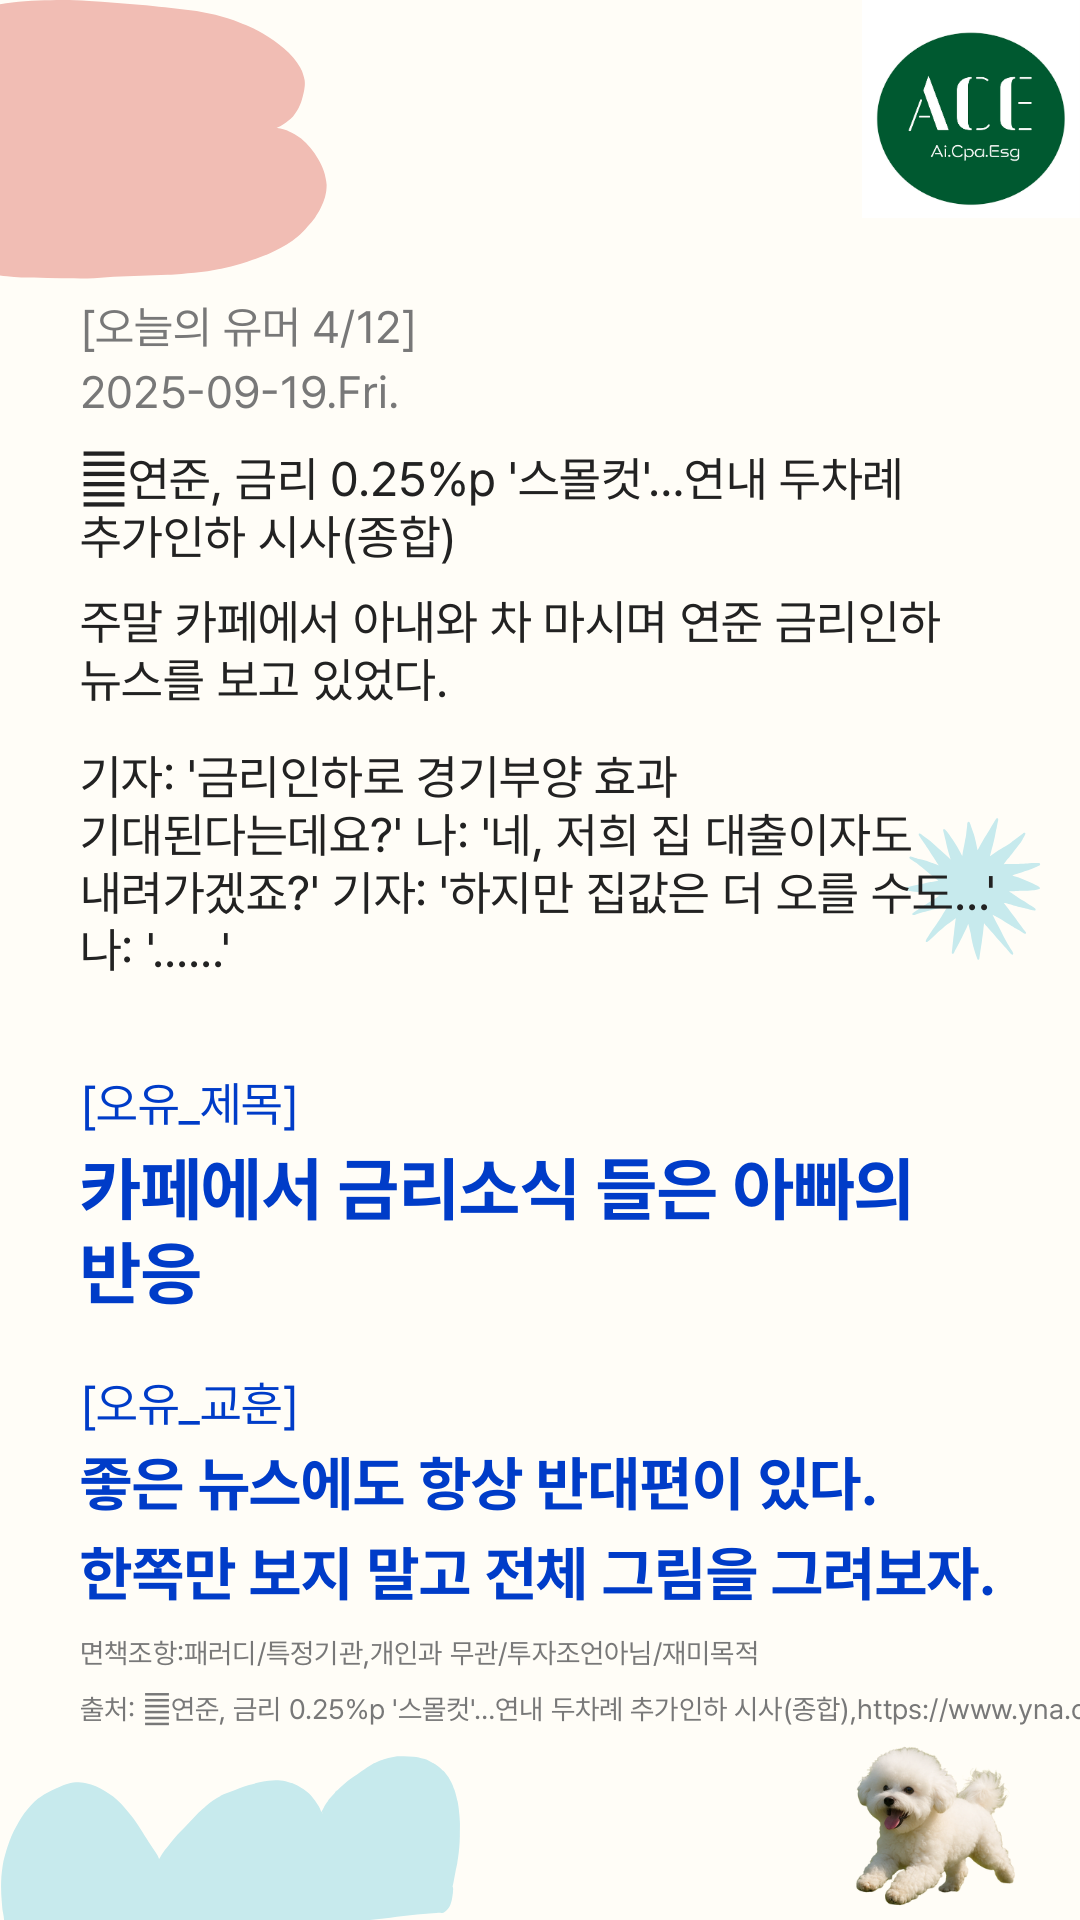 ACE
Ai.Cpa.Esg
[오늘의 유머 4/12]
2025-09-19.Fri.
䷀연준, 금리 0.25%p '스몰컷'...연내 두차례
추가인하 시사(종합)
주말 카페에서 아내와 차 마시며 연준 금리인하
뉴스를 보고 있었다.
기자: '금리인하로 경기부양 효과
기대된다는데요?' 나: '네, 저희 집 대출이자도
내려가겠죠?' 기자: '하지만 집값은 더 오를 수도...'
나: '......'
[오유_제목]
카페에서 금리소식 들은 아빠의
반응
[오유_교훈]
좋은 뉴스에도 항상 반대편이 있다.
한쪽만 보지 말고 전체 그림을 그려보자.
면책조항:패러디/특정기관,개인과 무관/투자조언아님/재미목적
출처: ䷀연준, 금리 0.25%p '스몰컷'...연내 두차례 추가인하 시사(종합),https://www.yna.c